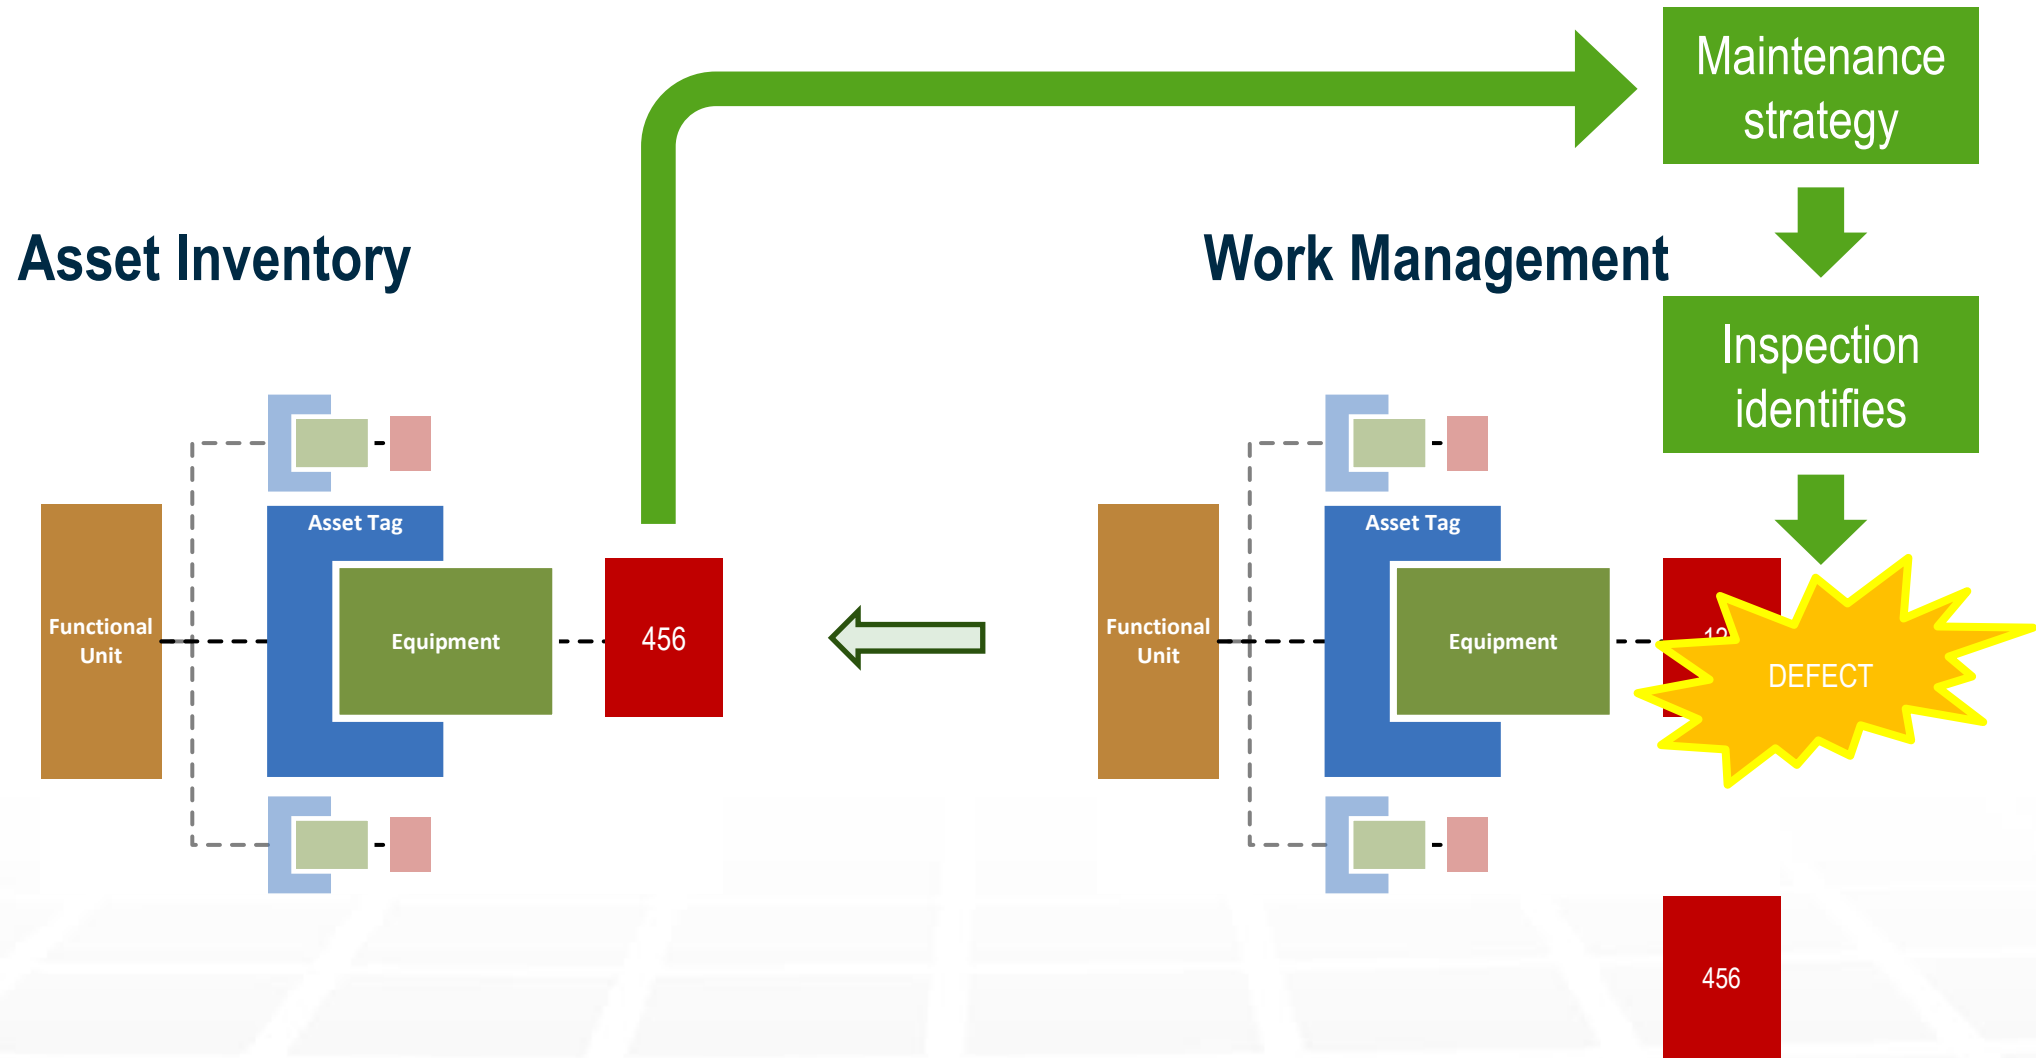 Maintenance
strategy
Asset Inventory
Work Management
Inspection
identifies
Asset Tag
Functional
Unit
Equipment
456
Asset Tag
Functional
Unit
Equipment
DEFECT
456